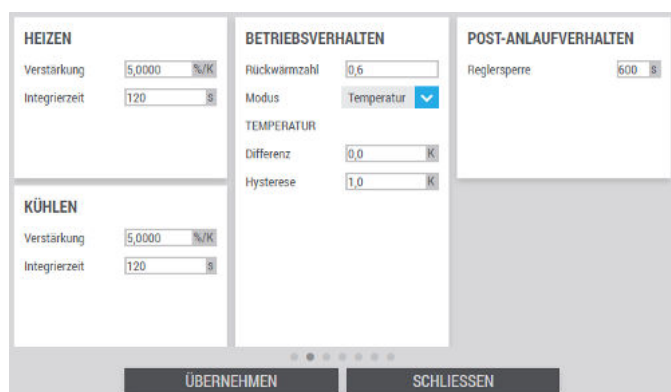 HEIZEN
Verstärkung 5,0000 %/K
Integrierzeit 120 s
KÜHLEN
Verstärkung 5,0000 %/K
Integrierzeit 120 s
BETRIEBSVERHALTEN
Rückwärmzahl 0,6
Modus Temperatur
TEMPERATUR
Differenz 0,0 K
Hysterese 1,0 K
POST-ANLAUFVERHALTEN
Reglersperre 600 s
ÜBERNEHMEN
SCHLIESSEN